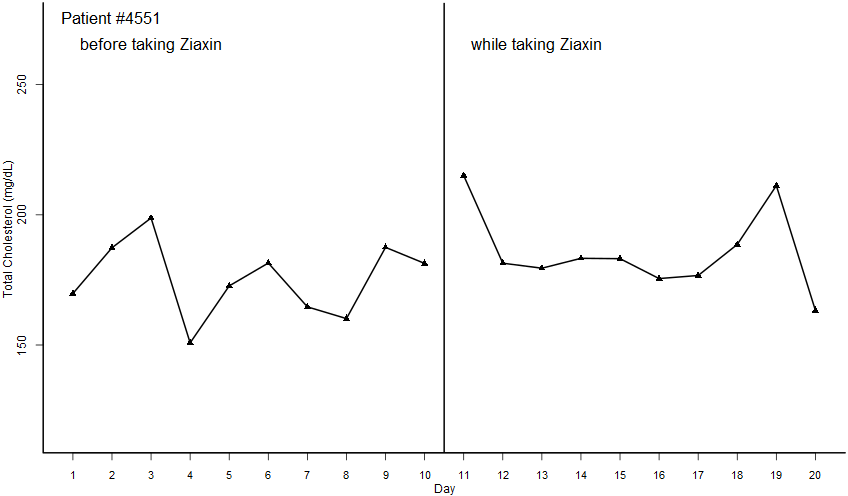 Patient #4551
before taking Ziaxin
while taking Ziaxin
Total Cholesterol (mg/dL)
250
200
150
1 2 3 4 5 6 7 8 9 10 11 12 13 14 15 16 17 18 19 20
Day